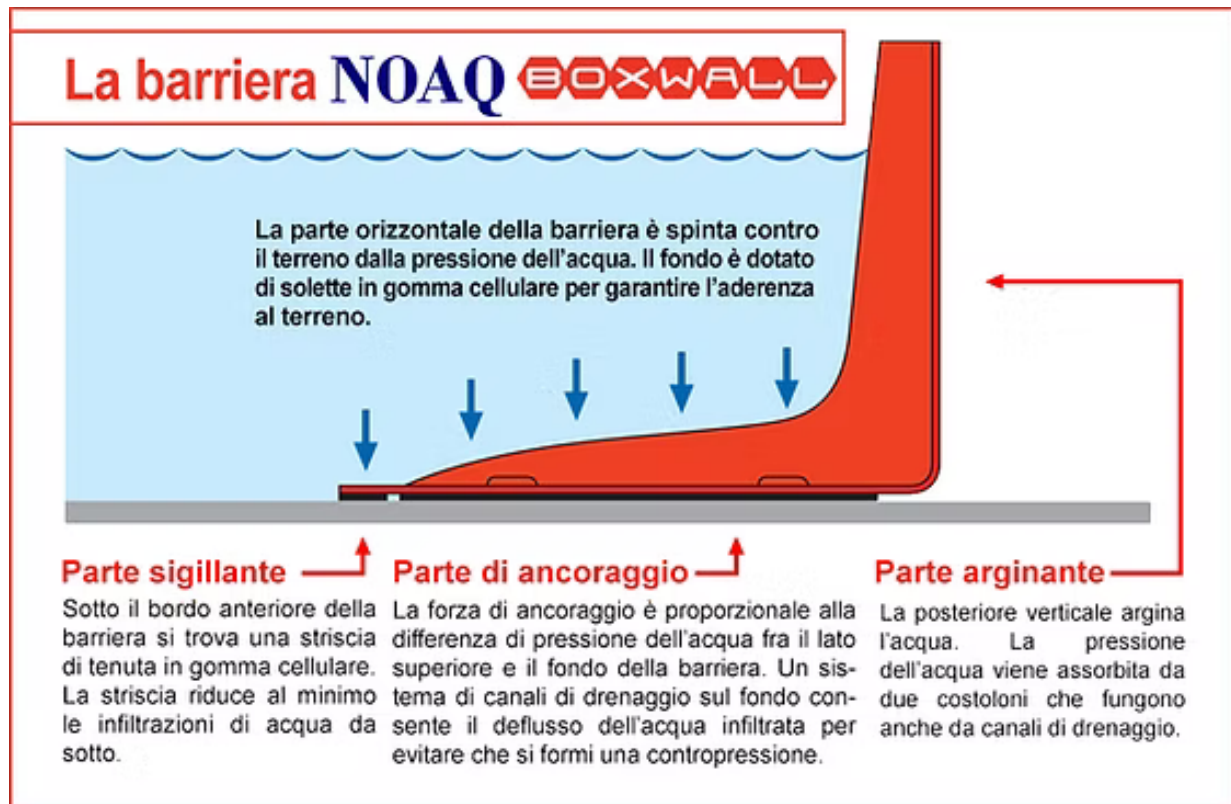 La barriera NOAQ BOXWALL
La parte orizzontale della barriera è spinta contro
il terreno dalla pressione dell'acqua. Il fondo è dotato
di solette in gomma cellulare per garantire l'aderenza
al terreno.
Parte sigillante
Sotto il bordo anteriore della
barriera si trova una striscia
di tenuta in gomma cellulare.
La striscia riduce al minimo
le infiltrazioni di acqua da
sotto.
Parte di ancoraggio
La forza di ancoraggio è proporzionale alla
differenza di pressione dell'acqua fra il lato
superiore e il fondo della barriera. Un sis-
tema di canali di drenaggio sul fondo con-
sente il deflusso dell'acqua infiltrata per
evitare che si formi una contropressione.
Parte arginante
La posteriore verticale argina
l'acqua. La pressione
dell'acqua viene assorbita da
due costoloni che fungono
anche da canali di drenaggio.